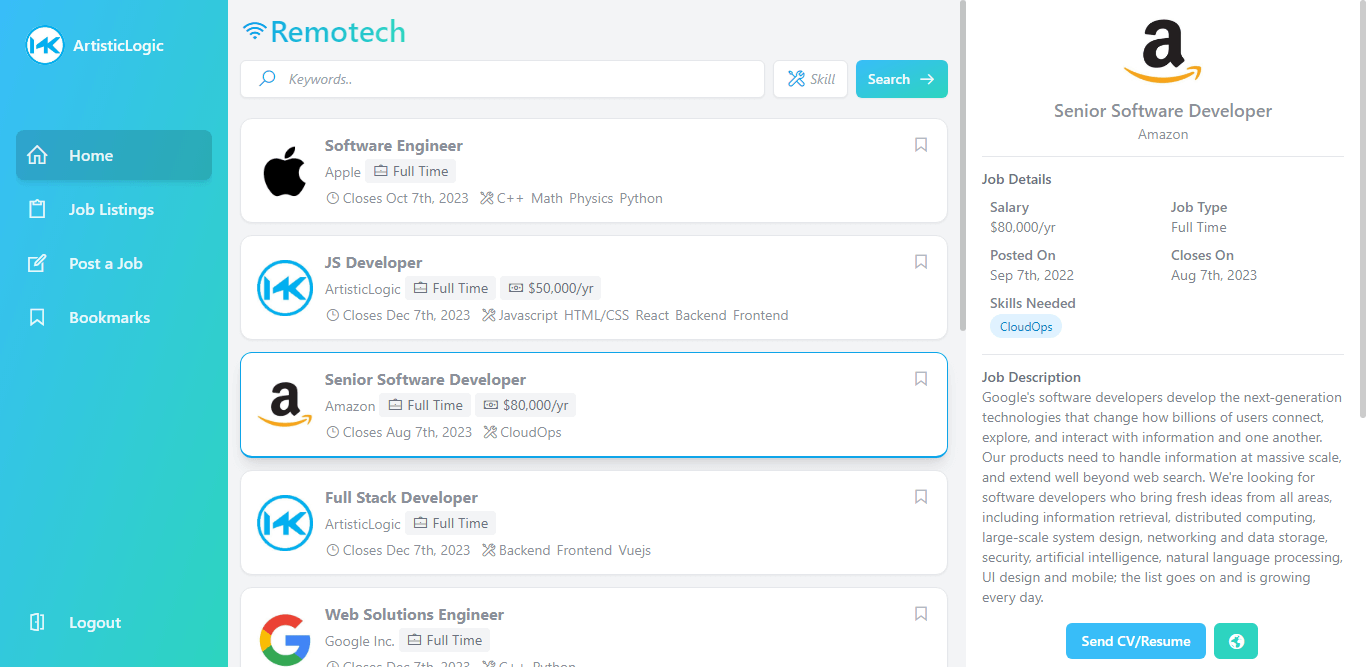 ArtisticLogic
Home
Job Listings
Post a Job
Bookmarks
Logout
Remotech
Keywords..
Skill
Search
Software Engineer
Apple Full Time
Closes Oct 7th, 2023 C++ Math Physics Python
JS Developer
ArtisticLogic Full Time $50,000/yr
Closes Dec 7th, 2023 Javascript HTML/CSS React Backend Frontend
Senior Software Developer
Amazon Full Time $80,000/yr
Closes Aug 7th, 2023 CloudOps
Full Stack Developer
ArtisticLogic Full Time
Closes Dec 7th, 2023 Backend Frontend Vuejs
Web Solutions Engineer
Google Inc. Full Time
Closes Dec 7th, 2023 C++ Python
Senior Software Developer
Amazon
Job Details
Salary Job Type
$80,000/yr Full Time
Posted On Closes On
Sep 7th, 2022 Aug 7th, 2023
Skills Needed
CloudOps
Job Description
Google's software developers develop the next-generation
technologies that change how billions of users connect,
explore, and interact with information and one another.
Our products need to handle information at massive scale,
and extend well beyond web search. We're looking for
software developers who bring fresh ideas from all areas,
including information retrieval, distributed computing,
large-scale system design, networking and data storage,
security, artificial intelligence, natural language processing,
UI design and mobile; the list goes on and is growing
every day.
Send CV/Resume